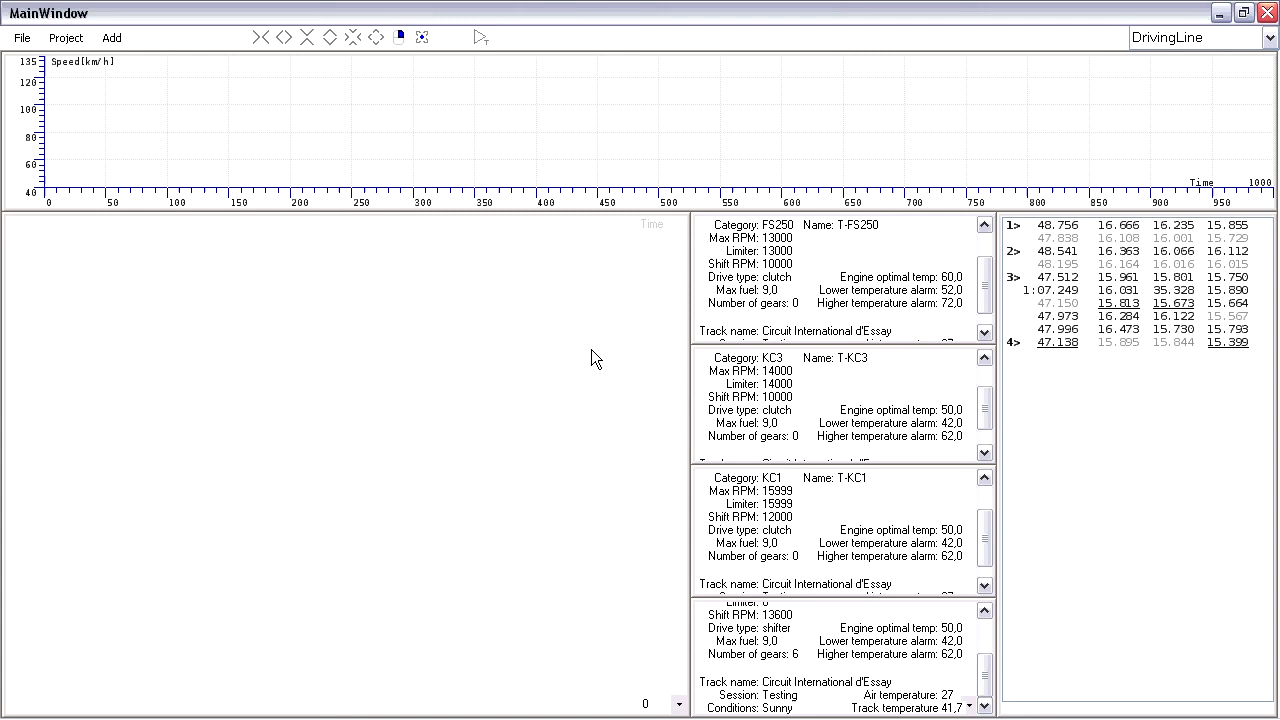 MainWindow
File Project Add
DrivingLine
135 Speed[km/h]
120
100
80
60
40
Time 1000
0 50 100 150 200 250 300 350 400 450 500 550 600 650 700 750 800 850 900 950
Time
0
Category: FS250 Name: T-FS250
Max RPM: 13000
Limiter: 13000
Shift RPM: 10000
Drive type: clutch Engine optimal temp: 60,0
Max fuel: 9,0 Lower temperature alarm: 52,0
Number of gears: 0 Higher temperature alarm: 72,0
Track name: Circuit International d'Essay
Category: KC3 Name: T-KC3
Max RPM: 14000
Limiter: 14000
Shift RPM: 10000
Drive type: clutch Engine optimal temp: 50,0
Max fuel: 9,0 Lower temperature alarm: 42,0
Number of gears: 0 Higher temperature alarm: 62,0
Category: KC1 Name: T-KC1
Max RPM: 15999
Limiter: 15999
Shift RPM: 12000
Drive type: clutch Engine optimal temp: 50,0
Max fuel: 9,0 Lower temperature alarm: 42,0
Number of gears: 0 Higher temperature alarm: 62,0
Track name: Circuit International d'Essay
Shift RPM: 13600
Drive type: shifter Engine optimal temp: 50,0
Max fuel: 9,0 Lower temperature alarm: 42,0
Number of gears: 6 Higher temperature alarm: 62,0
Track name: Circuit International d'Essay
Session: Testing Air temperature: 27
Conditions: Sunny Track temperature 41,7
1> 48.756 16.666 16.235 15.855
47.838 16.108 16.001 15.729
2> 48.541 16.363 16.066 16.112
48.195 16.164 16.016 16.015
3> 47.512 15.961 15.801 15.750
1:07.249 16.031 35.328 15.890
47.150 15.813 15.673 15.664
47.973 16.284 16.122 15.567
47.996 16.473 15.730 15.793
4> 47.138 15.895 15.844 15.399